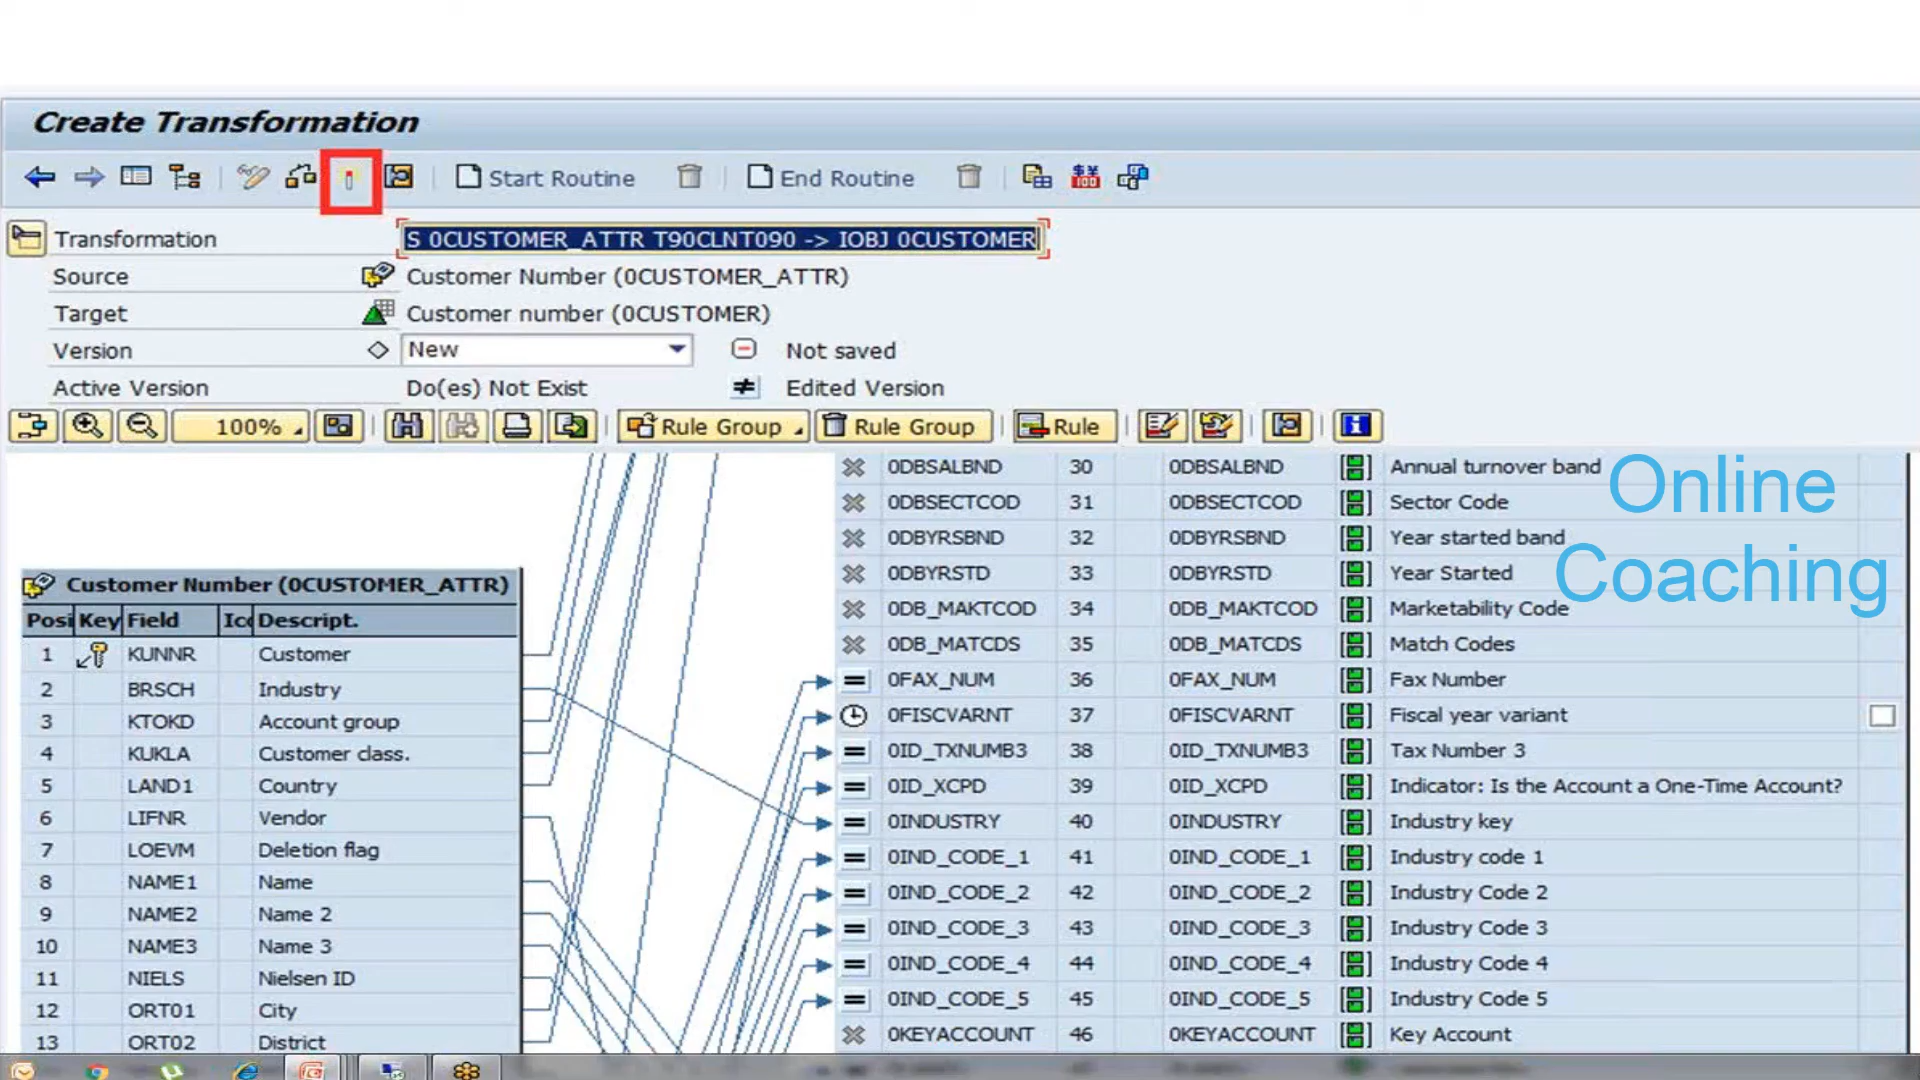 Create Transformation
Start Routine
End Routine
Transformation S 0CUSTOMER_ATTR T90CLNT090 -> IOBJ 0CUSTOMER
Source Customer Number (0CUSTOMER_ATTR)
Target Customer number (0CUSTOMER)
Version New Not saved
Active Version Do(es) Not Exist Edited Version
100% Rule Group Rule Group Rule
Customer Number (0CUSTOMER_ATTR)
Posi Key Field Ico Descript.
1 KUNNR Customer
2 BRSCH Industry
3 KTOKD Account group
4 KUKLA Customer class.
5 LAND1 Country
6 LIFNR Vendor
7 LOEVM Deletion flag
8 NAME1 Name
9 NAME2 Name 2
10 NAME3 Name 3
11 NIELS Nielsen ID
12 ORT01 City
13 ORT02 District
0DBSALBND 30 0DBSALBND Annual turnover band
0DBSECTCOD 31 0DBSECTCOD Sector Code
0DBYRSBND 32 0DBYRSBND Year started band
0DBYRSTD 33 0DBYRSTD Year Started
0DB_MAKTCOD 34 0DB_MAKTCOD Marketability Code
0DB_MATCDS 35 0DB_MATCDS Match Codes
0FAX_NUM 36 0FAX_NUM Fax Number
0FISCVARNT 37 0FISCVARNT Fiscal year variant
0ID_TXNUMB3 38 0ID_TXNUMB3 Tax Number 3
0ID_XCPD 39 0ID_XCPD Indicator: Is the Account a One-Time Account?
0INDUSTRY 40 0INDUSTRY Industry key
0IND_CODE_1 41 0IND_CODE_1 Industry code 1
0IND_CODE_2 42 0IND_CODE_2 Industry Code 2
0IND_CODE_3 43 0IND_CODE_3 Industry Code 3
0IND_CODE_4 44 0IND_CODE_4 Industry Code 4
0IND_CODE_5 45 0IND_CODE_5 Industry Code 5
0KEYACCOUNT 46 0KEYACCOUNT Key Account
Online
Coaching